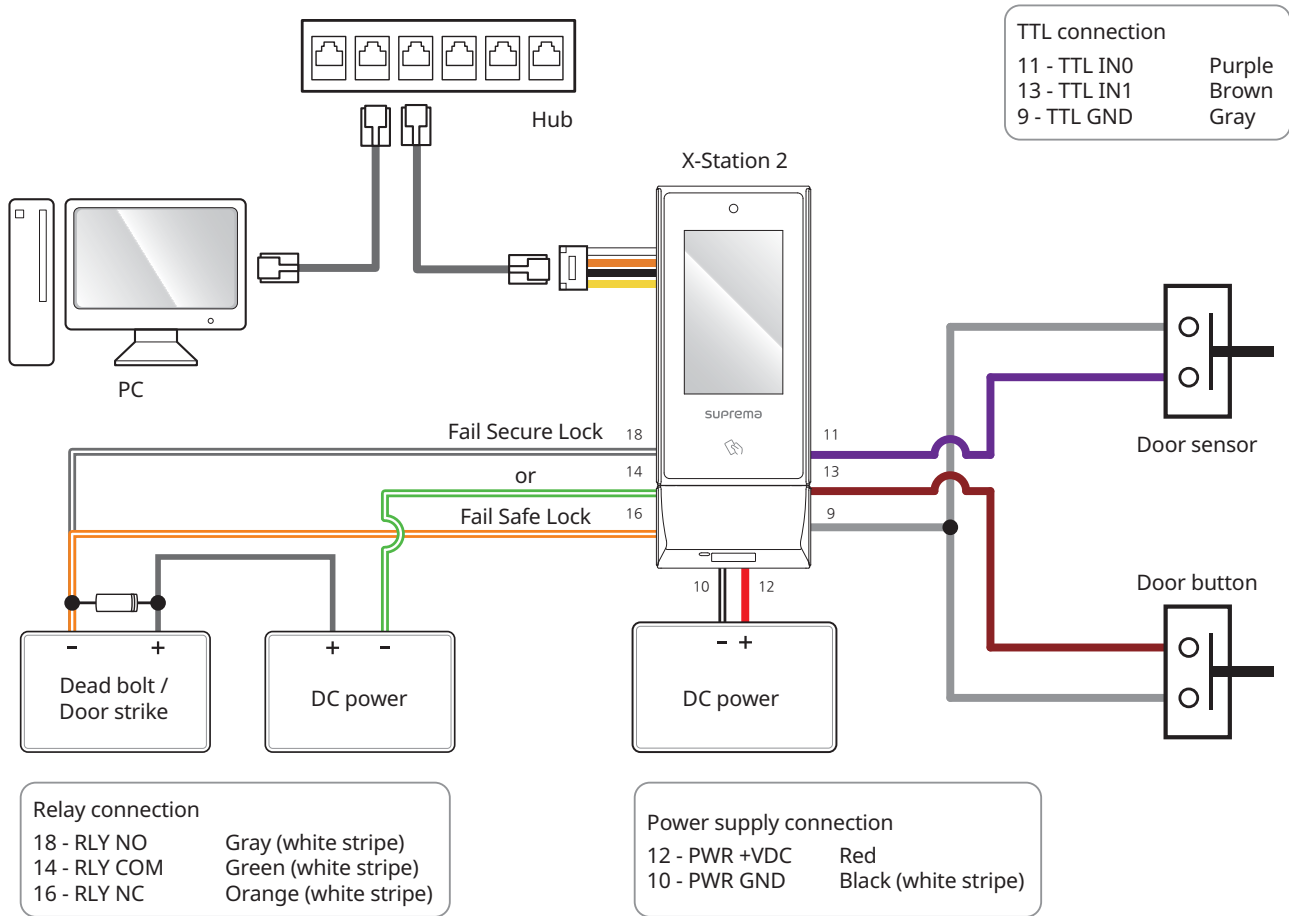 Hub
TTL connection
11 - TTL IN0 Purple
13 - TTL IN1 Brown
9 - TTL GND Gray
X-Station 2
PC
suprema
Fail Secure Lock 18
or 14
Fail Safe Lock 16
11
13
9
Door sensor
Door button
10 12
- +
Dead bolt /
Door strike
+ -
DC power
- +
DC power
Relay connection
18 - RLY NO Gray (white stripe)
14 - RLY COM Green (white stripe)
16 - RLY NC Orange (white stripe)
Power supply connection
12 - PWR +VDC Red
10 - PWR GND Black (white stripe)